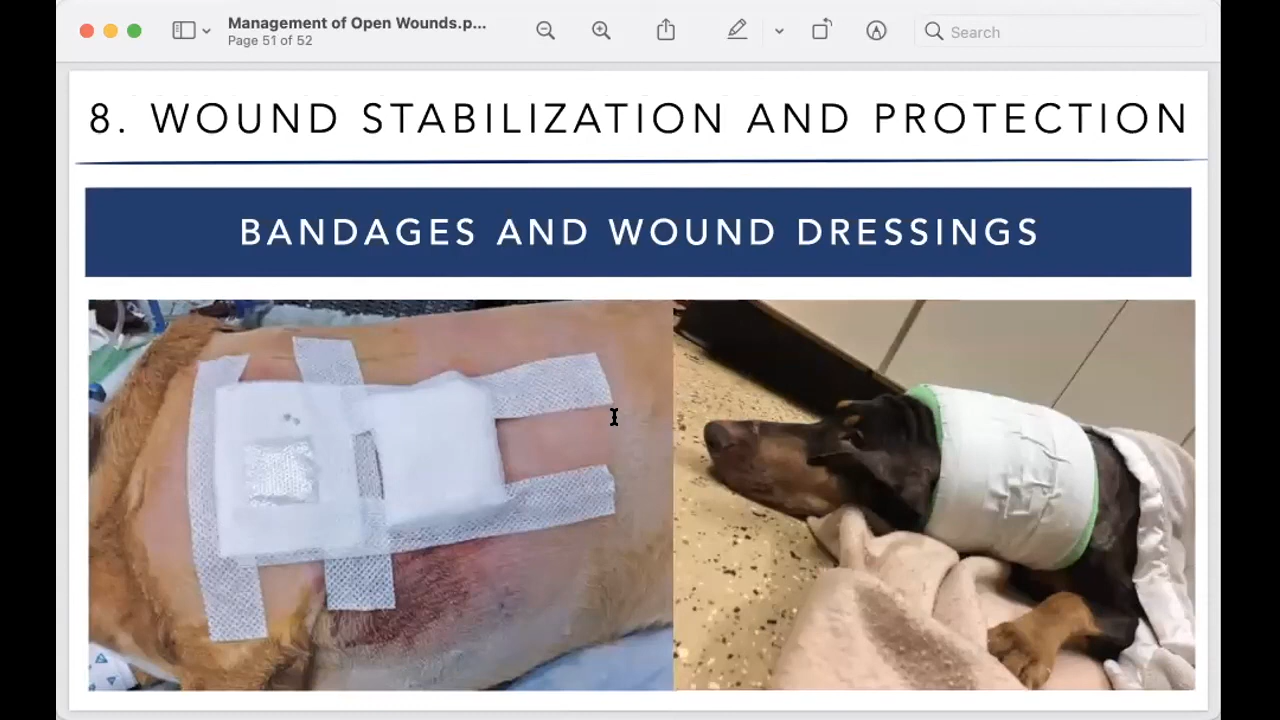 Management of Open Wounds.p...
Page 51 of 52
Search
8. WOUND STABILIZATION AND PROTECTION
BANDAGES AND WOUND DRESSINGS